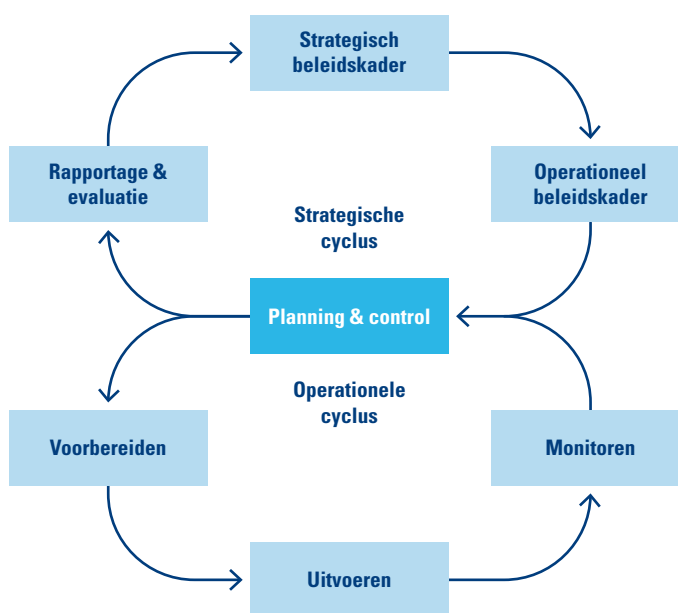 Strategisch
beleidskader
Rapportage &
evaluatie
Operationeel
beleidskader
Strategische
cyclus
Planning & control
Operationele
cyclus
Voorbereiden
Monitoren
Uitvoeren